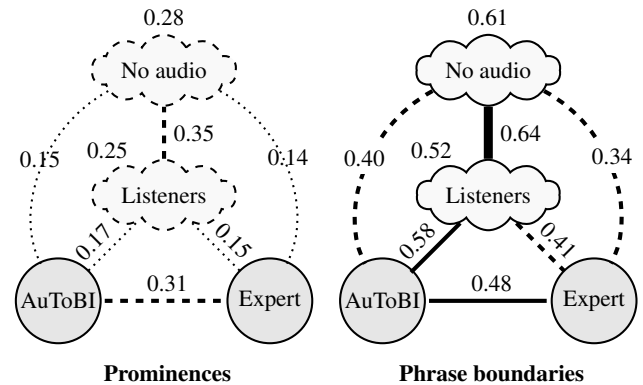 0.28
No audio
0.35
0.25
0.15
0.14
Listeners
0.17
0.15
AuToBI
0.31
Expert
Prominences
0.61
No audio
0.64
0.52
0.40
0.34
Listeners
0.58
0.41
AuToBI
0.48
Expert
Phrase boundaries